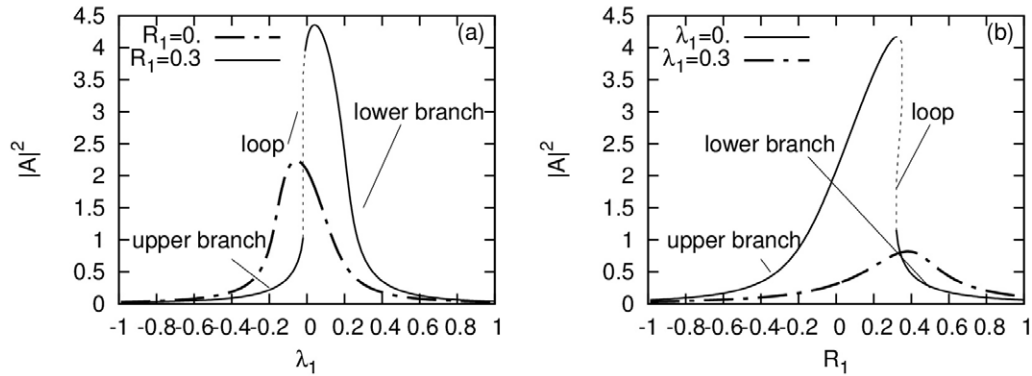 (a)
R₁=0.
R₁=0.3
4.5
4
3.5
3
2.5
2
1.5
1
0.5
0
|A|²
loop
lower branch
upper branch
-1 -0.8-0.6-0.4-0.2 0 0.2 0.4 0.6 0.8 1
λ₁
(b)
λ₁=0.
λ₁=0.3
4.5
4
3.5
3
2.5
2
1.5
1
0.5
0
|A|²
loop
lower branch
upper branch
-1 -0.8-0.6-0.4-0.2 0 0.2 0.4 0.6 0.8 1
R₁